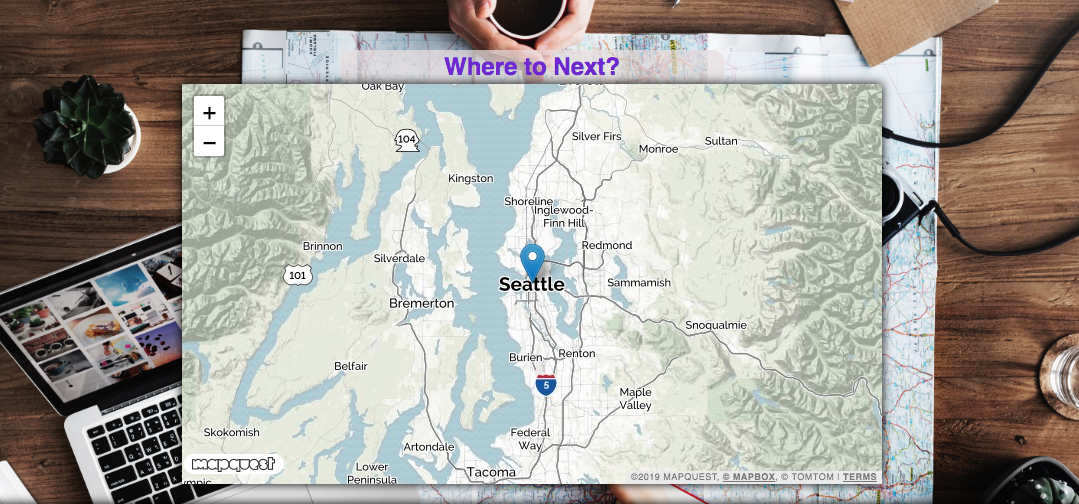 Where to Next?
Oak Bay
+
−
104
Silver Firs
Monroe
Sultan
Kingston
Shoreline
Inglewood-
Finn Hill
Brinnon
Silverdale
Redmond
101
Seattle
Sammamish
Bremerton
Snoqualmie
Burien
Renton
Belfair
5
Maple
Valley
Skokomish
Federal
Way
Artondale
mapquest
Lower
Peninsula
Tacoma
©2019 MAPQUEST, © MAPBOX, © TOMTOM | TERMS